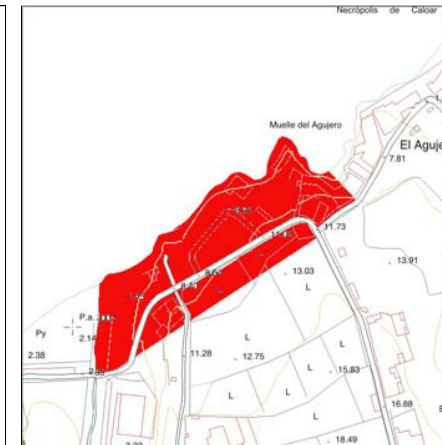 Necrópolis de Caloar
Muelle del Agujero
El Aguje
7.81
11.73
13.91
L
13.03
L
L
Py
2.14
2.38
11.28
L
12.75
L
L
15.83
L
L
16.88
L
18.49